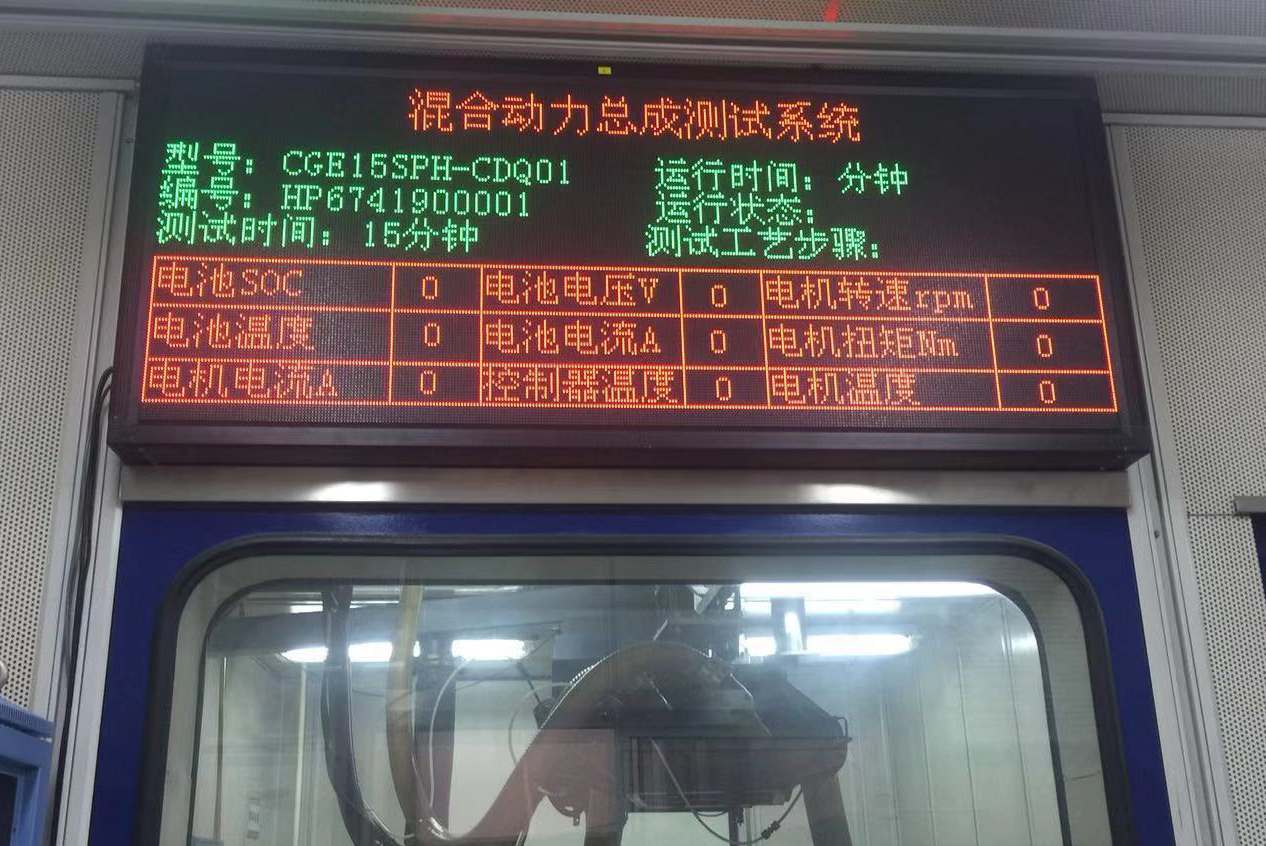 混合动力总成测试系统
型号: CGE15SPH-CDQ01 运行时间: 分钟
编号: HP6741900001 运行状态:
测试时间: 15分钟 测试工艺步骤:
电池SOC 0 电池电压V 0 电机转速rpm 0
电池温度 0 电池电流A 0 电机扭矩Nm 0
电机电流A 0 控制器温度 0 电机温度 0